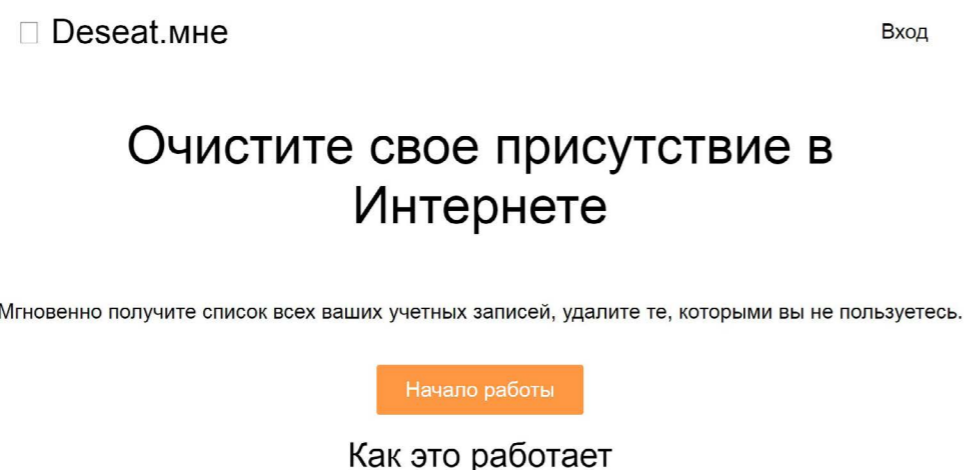 Deseat.мне
Вход
Очистите свое присутствие в
Интернете
Мгновенно получите список всех ваших учетных записей, удалите те, которыми вы не пользуетесь.
Начало работы
Как это работает